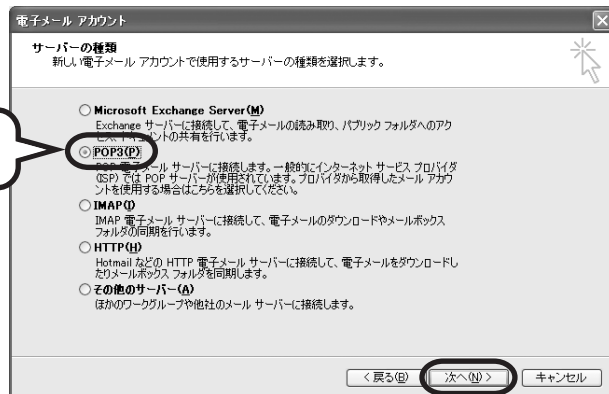 電子メール アカウント
サーバーの種類
新しい電子メール アカウントで使用するサーバーの種類を選択します。
Microsoft Exchange Server(M)
Exchange サーバーに接続して、電子メールの読み取り、パブリック フォルダへのアク
セス、ドキュメントの共有を行います。
POP3(P)
POP 電子メール サーバーに接続します。一般的にインターネット サービス プロバイダ
(ISP) では POP サーバーが使用されています。プロバイダから取得したメール アカウ
ントを使用する場合はこちらを選択してください。
IMAP(I)
IMAP 電子メール サーバーに接続して、電子メールのダウンロードやメールボックス
フォルダの同期を行います。
HTTP(H)
Hotmail などの HTTP 電子メール サーバーに接続して、電子メールをダウンロードし
たりメールボックス フォルダを同期します。
その他のサーバー(A)
ほかのワークグループや他社のメール サーバーに接続します。
< 戻る(B) 次へ(N) > キャンセル